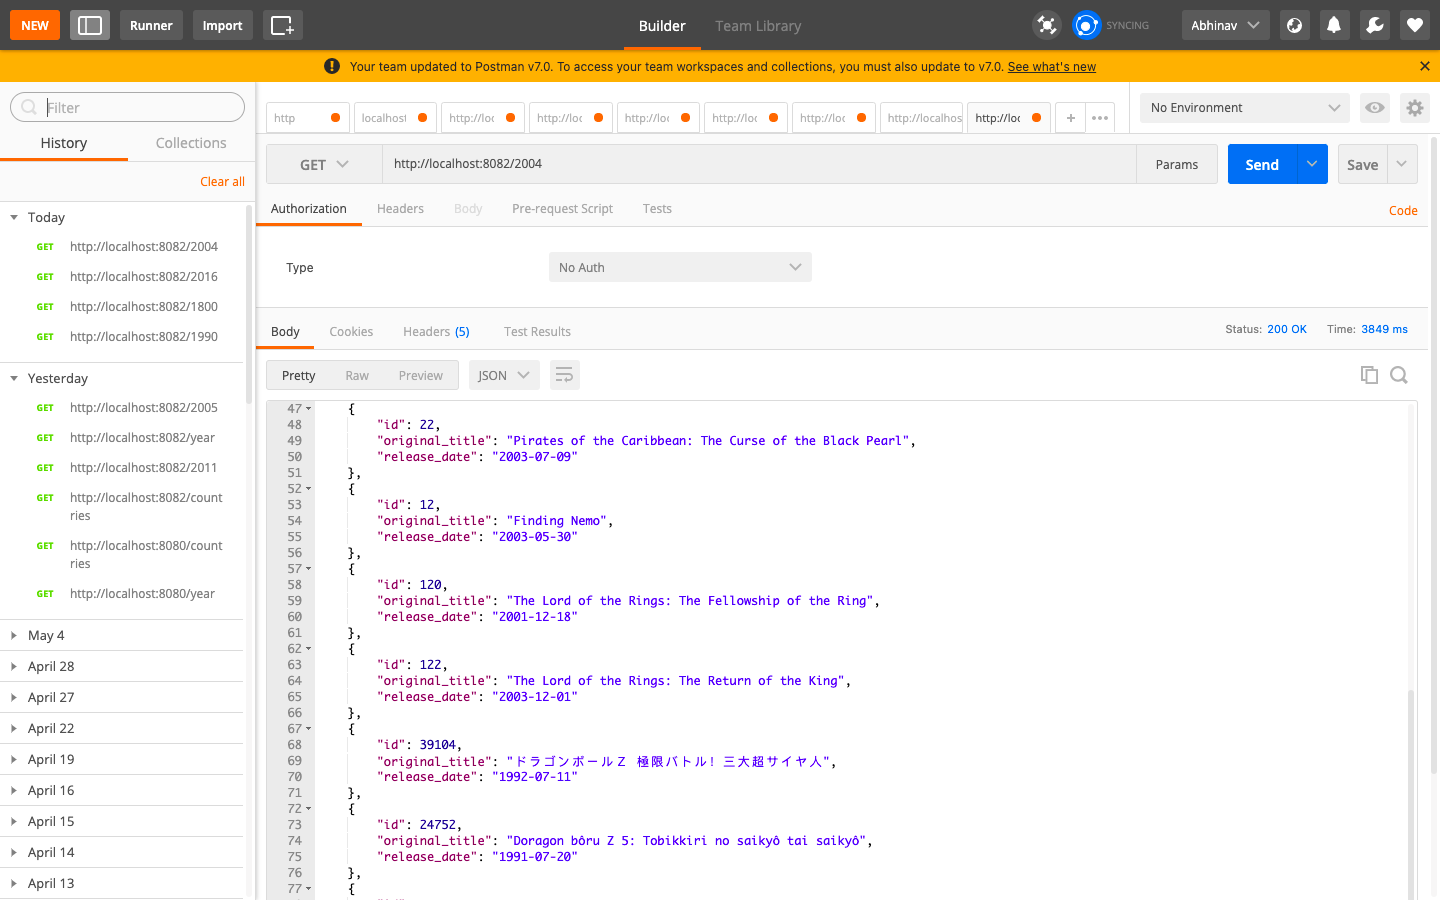 NEW
Runner
Import
Builder
Team Library
SYNCING
Abhinav
Your team updated to Postman v7.0. To access your team workspaces and collections, you must also update to v7.0. See what's new
Filter
History
Collections
Clear all
Today
GET http://localhost:8082/2004
GET http://localhost:8082/2016
GET http://localhost:8082/1800
GET http://localhost:8082/1990
Yesterday
GET http://localhost:8082/2005
GET http://localhost:8082/year
GET http://localhost:8082/2011
GET http://localhost:8082/count
ries
GET http://localhost:8080/count
ries
GET http://localhost:8080/year
May 4
April 28
April 27
April 22
April 19
April 16
April 15
April 14
April 13
http
localhost
http://loc
http://loc
http://loc
http://loc
http://loc
http://localhos
http://loc
No Environment
GET
http://localhost:8082/2004
Params
Send
Save
Authorization
Headers
Body
Pre-request Script
Tests
Code
Type
No Auth
Body
Cookies
Headers (5)
Test Results
Status: 200 OK
Time: 3849 ms
Pretty
Raw
Preview
JSON
47 {
48 "id": 22,
49 "original_title": "Pirates of the Caribbean: The Curse of the Black Pearl",
50 "release_date": "2003-07-09"
51 },
52 {
53 "id": 12,
54 "original_title": "Finding Nemo",
55 "release_date": "2003-05-30"
56 },
57 {
58 "id": 120,
59 "original_title": "The Lord of the Rings: The Fellowship of the Ring",
60 "release_date": "2001-12-18"
61 },
62 {
63 "id": 122,
64 "original_title": "The Lord of the Rings: The Return of the King",
65 "release_date": "2003-12-01"
66 },
67 {
68 "id": 39104,
69 "original_title": "ドラゴンボールＺ 極限バトル！三大超サイヤ人",
70 "release_date": "1992-07-11"
71 },
72 {
73 "id": 24752,
74 "original_title": "Doragon bôru Z 5: Tobikkiri no saikyô tai saikyô",
75 "release_date": "1991-07-20"
76 },
77 {